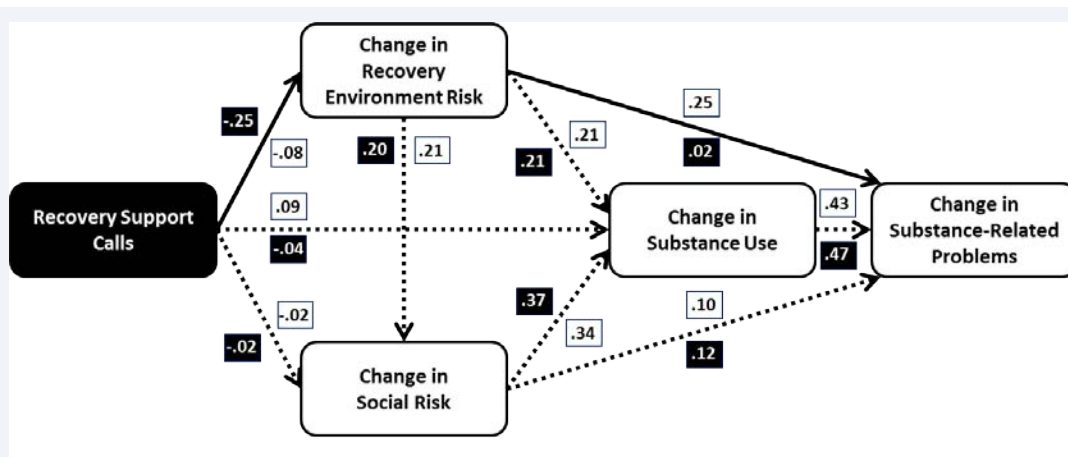 Change in
Recovery
Environment Risk
-.25
-.08
.20
.21
.21
.21
.25
.02
Recovery Support
Calls
.09
-.04
Change in
Substance Use
.43
.47
Change in
Substance-Related
Problems
-.02
-.02
.37
.34
.10
.12
Change in
Social Risk